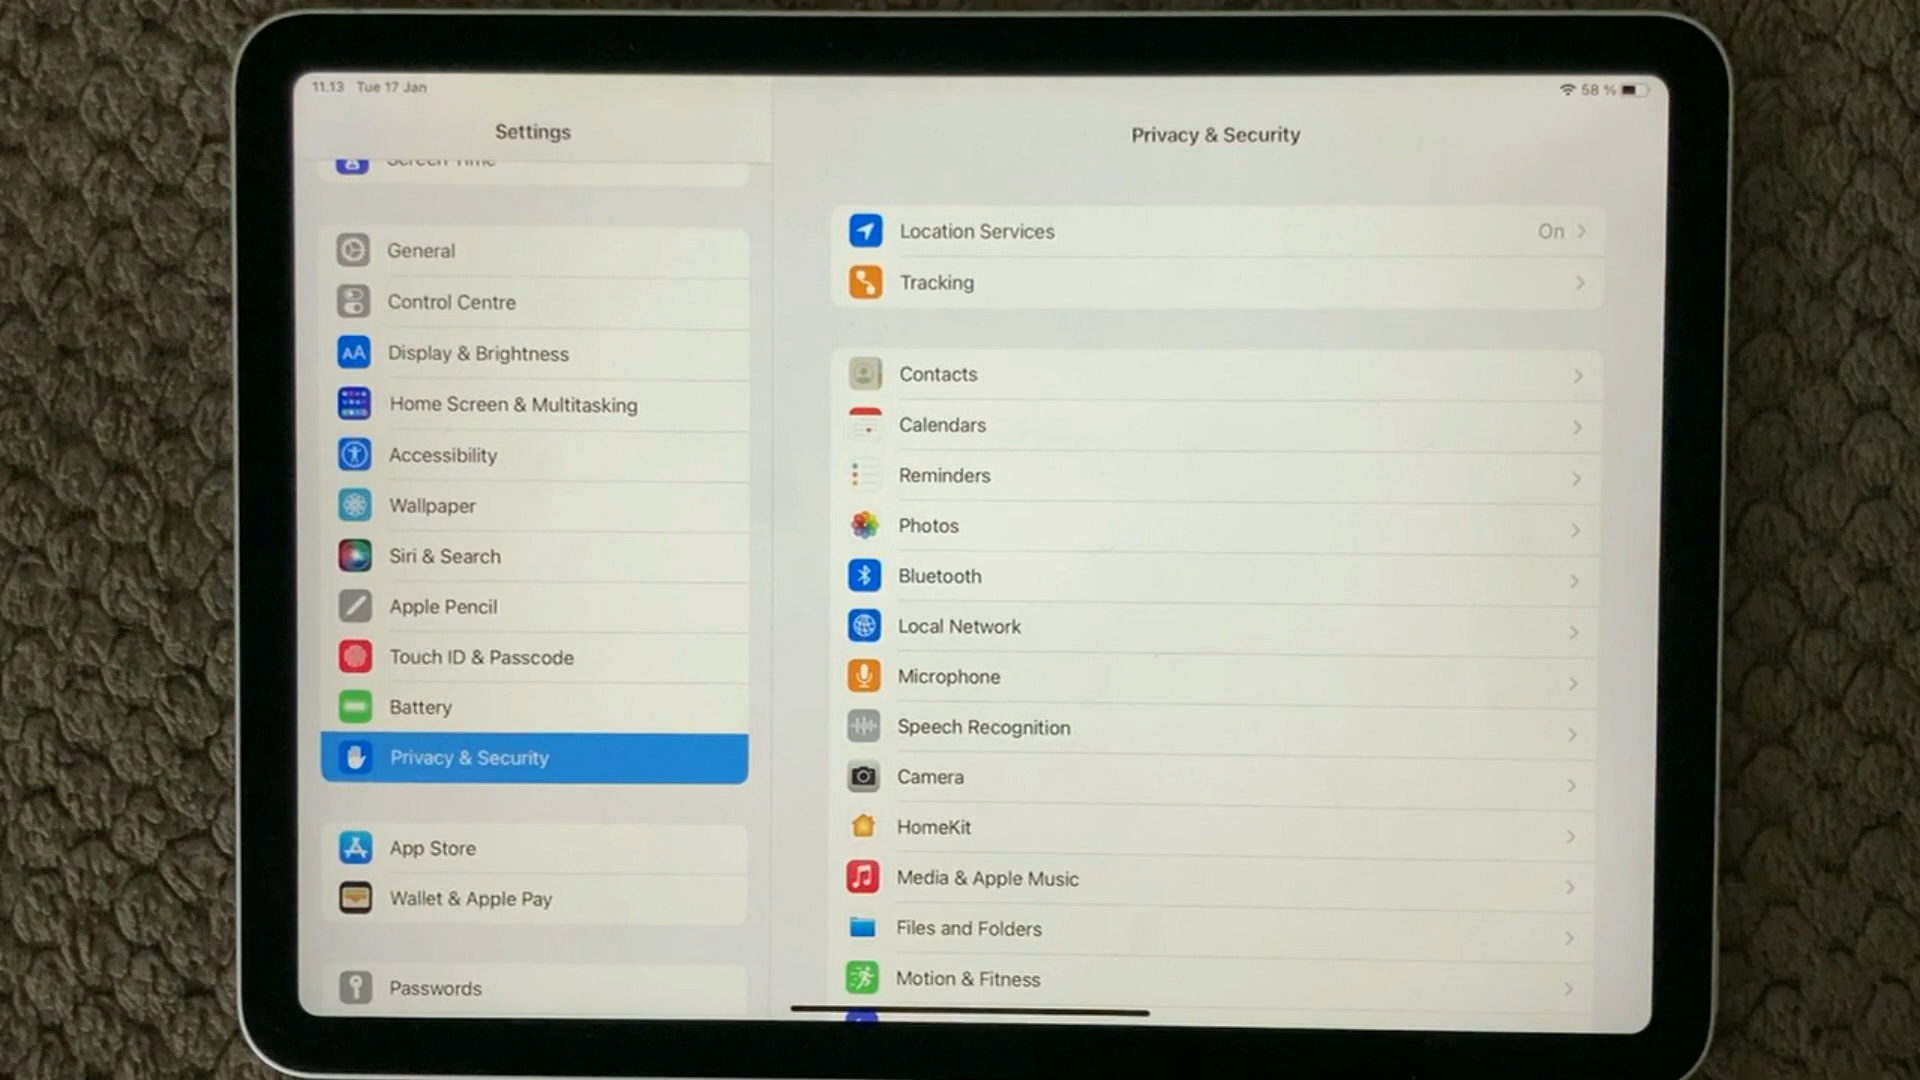 11.13 Tue 17 Jan
58 %
Settings
Screen Time
General
Control Centre
AA Display & Brightness
Home Screen & Multitasking
Accessibility
Wallpaper
Siri & Search
Apple Pencil
Touch ID & Passcode
Battery
Privacy & Security
App Store
Wallet & Apple Pay
Passwords
Privacy & Security
Location Services On
Tracking
Contacts
Calendars
Reminders
Photos
Bluetooth
Local Network
Microphone
Speech Recognition
Camera
HomeKit
Media & Apple Music
Files and Folders
Motion & Fitness